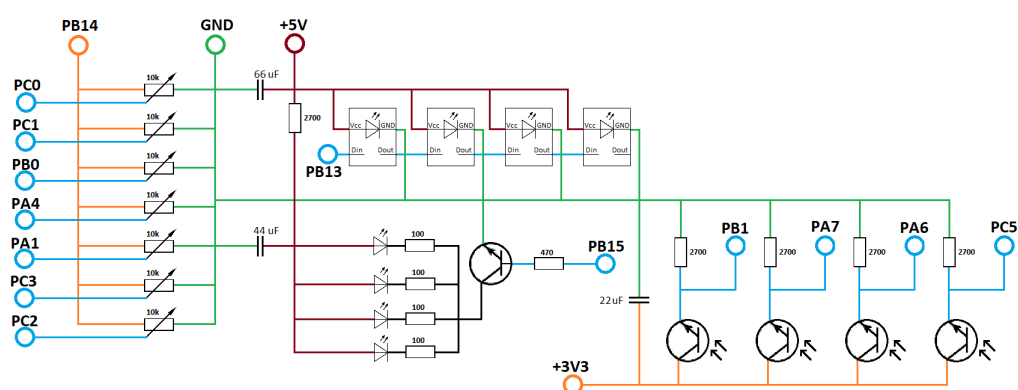 PB14
GND
+5V
10k
66 uF
PC0
2700
10k
Vcc GND
Vcc GND
Vcc GND
Vcc GND
PC1
Din Dout
Din Dout
Din Dout
Din Dout
10k
PB13
PB0
10k
PA4
10k
44 uF
100
PB1
PA7
PA6
PC5
PA1
470
PB15
2700
2700
2700
2700
10k
100
PC3
22uF
10k
100
PC2
100
+3V3